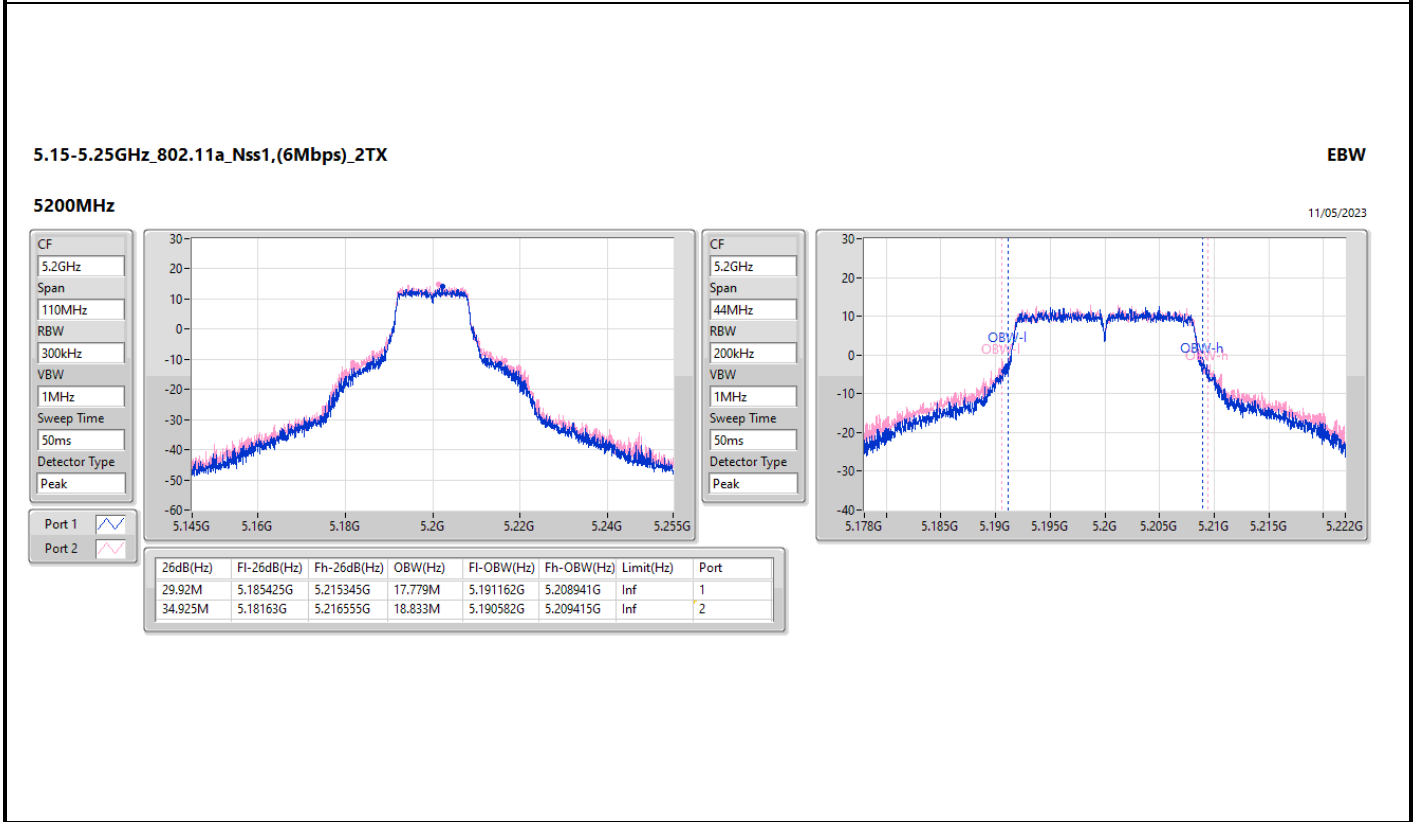 5.15-5.25GHz_802.11a_Nss1,(6Mbps)_2TX
EBW
5200MHz
11/05/2023
CF
5.2GHz
Span
110MHz
RBW
300kHz
VBW
1MHz
Sweep Time
50ms
Detector Type
Peak
Port 1
Port 2
30
20
10
0
-10
-20
-30
-40
-50
-60
5.145G 5.16G 5.18G 5.2G 5.22G 5.24G 5.255G
CF
5.2GHz
Span
44MHz
RBW
200kHz
VBW
1MHz
Sweep Time
50ms
Detector Type
Peak
30
20
10
0
-10
-20
-30
-40
OBW-l
OBW-l
OBW-h
OBW-h
5.178G 5.185G 5.19G 5.195G 5.2G 5.205G 5.21G 5.215G 5.222G
26dB(Hz) Fl-26dB(Hz) Fh-26dB(Hz) OBW(Hz) Fl-OBW(Hz) Fh-OBW(Hz) Limit(Hz) Port
29.92M 5.185425G 5.215345G 17.779M 5.191162G 5.208941G Inf 1
34.925M 5.18163G 5.216555G 18.833M 5.190582G 5.209415G Inf 2